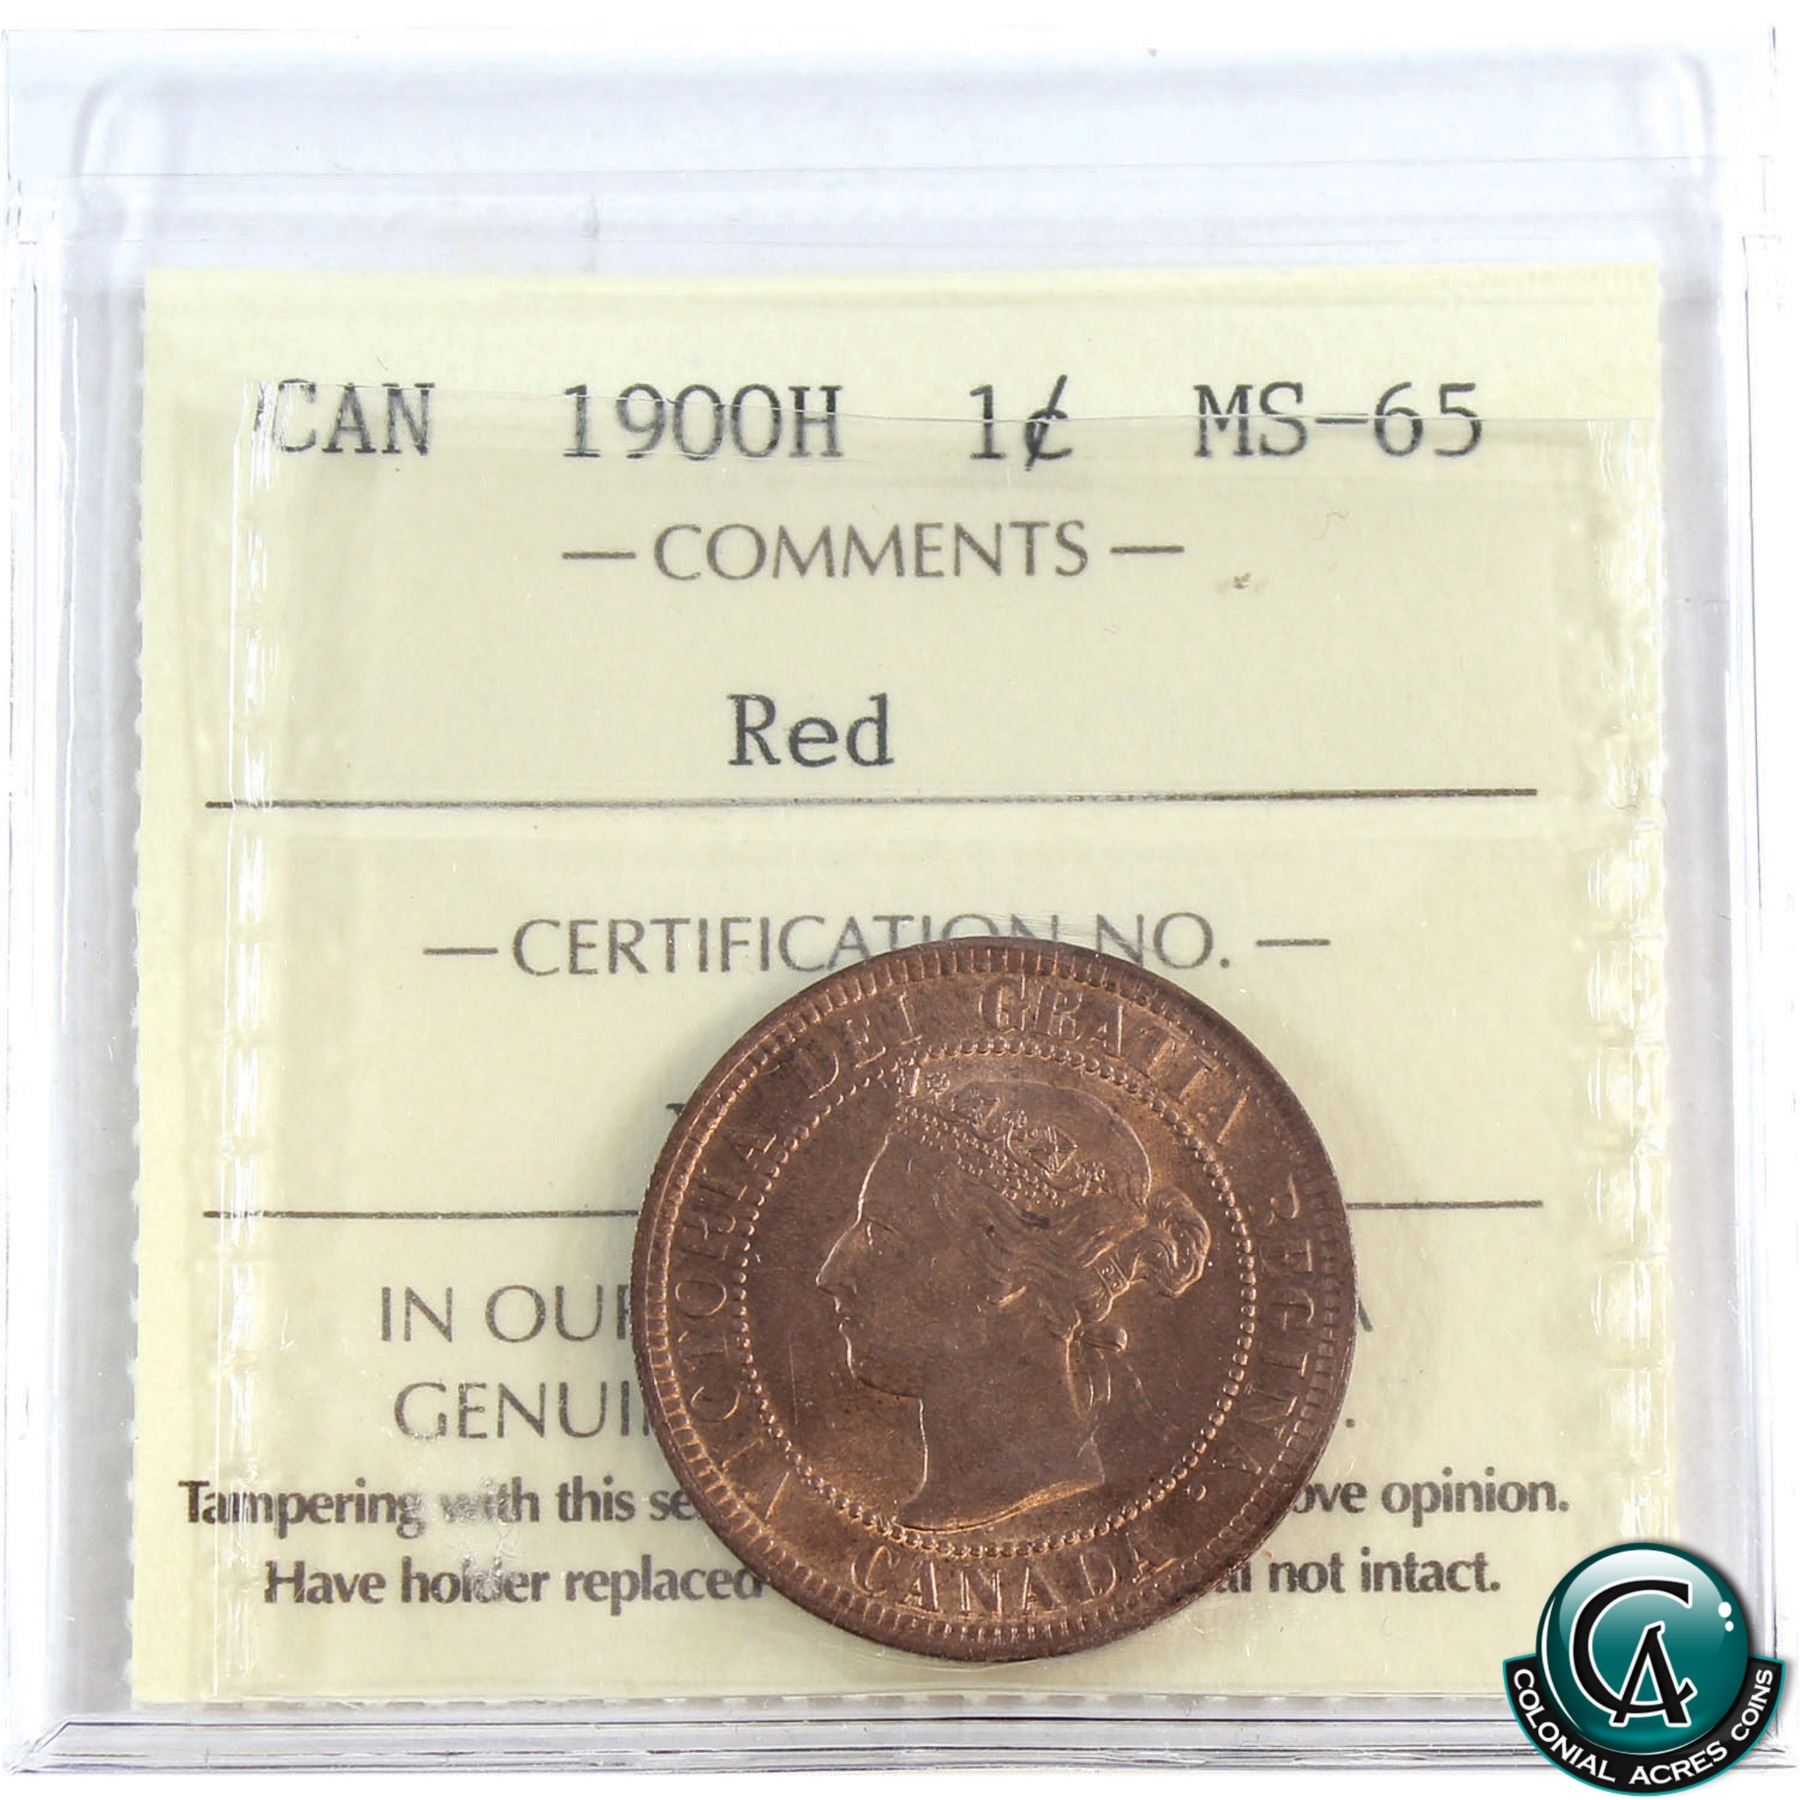 CAN 1900H 1¢ MS-65
— COMMENTS —
Red
— CERTIFICATION NO. —
IN OUR
GENUI
Tampering with this se ove opinion.
Have holder replaced al not intact.
VICTORIA DEI GRATIA REGINA.
CANADA
CA
COLONIAL ACRES COINS